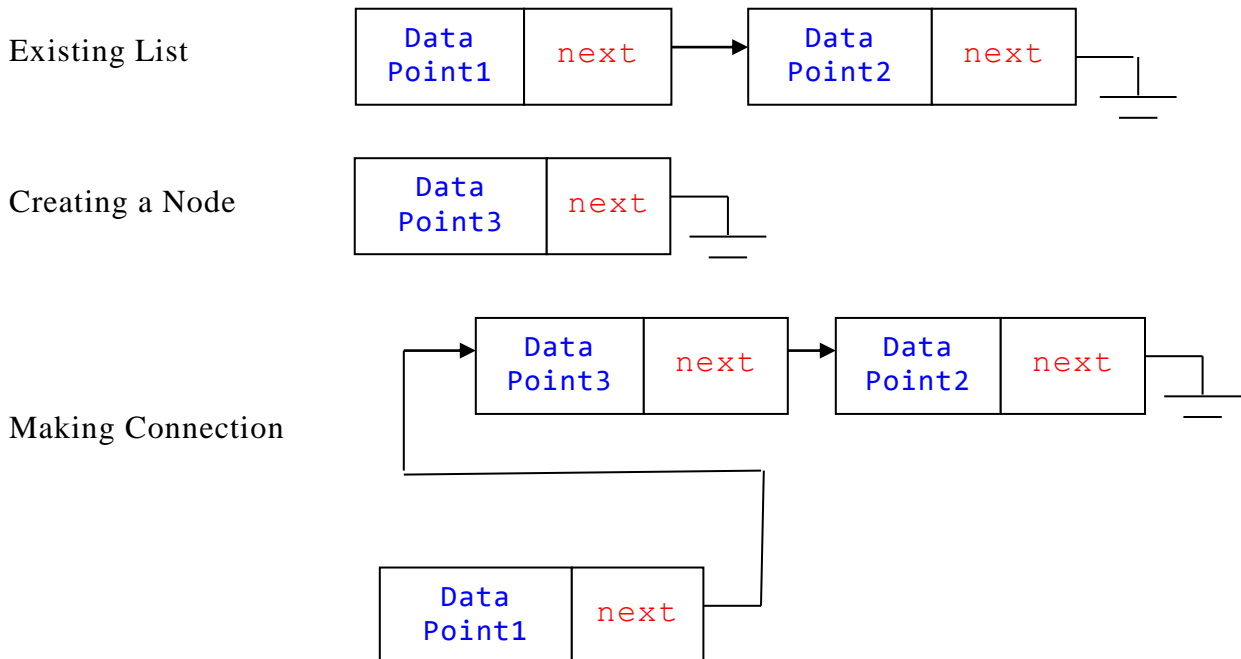 Existing List
Data
Point1
next
Data
Point2
next
Creating a Node
Data
Point3
next
Making Connection
Data
Point3
next
Data
Point2
next
Data
Point1
next